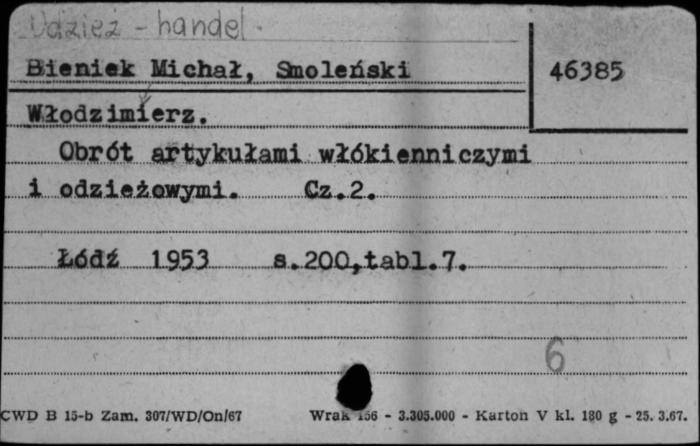 Odzież - handel.
Bieniek Michał, Smoleński
46385
Włodzimierz.
Obrót artykułami włókienniczymi
i odzieżowymi. Cz.2.
Łódź 1953 s.200,tabl.7.
6
CWD B 15-b Zam. 307/WD/On/67 Wrak 156 - 3.305.000 - Karton V kl. 180 g - 25. 3.67.